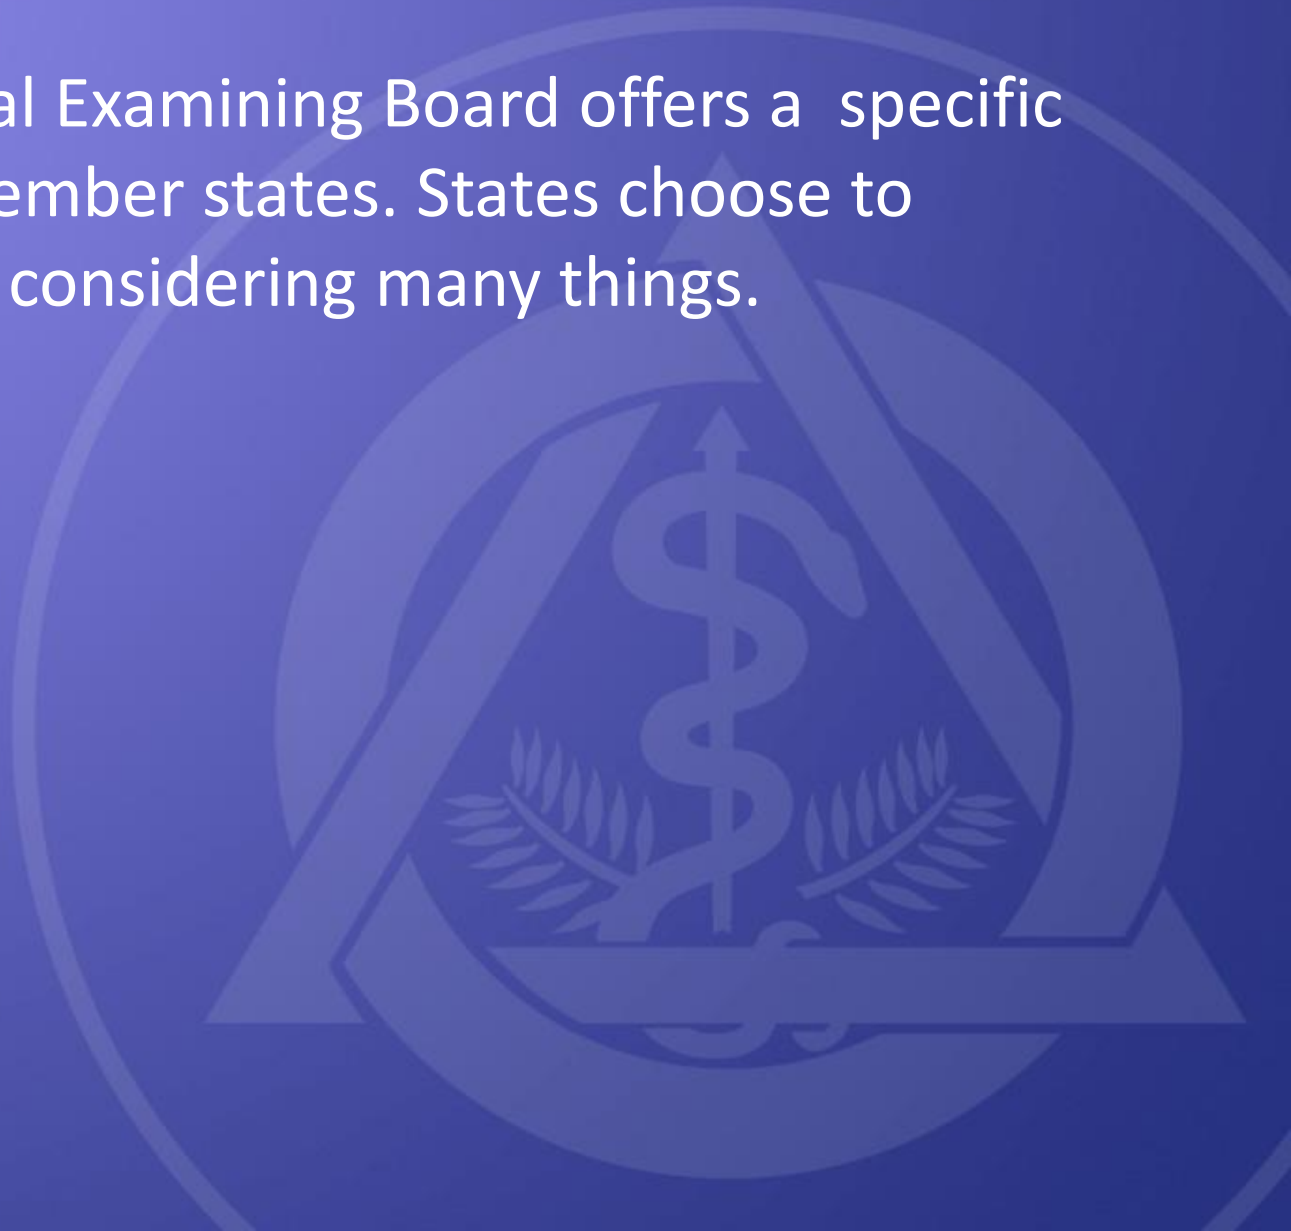 al Examining Board offers a  specific
ember states. States choose to
considering many things.